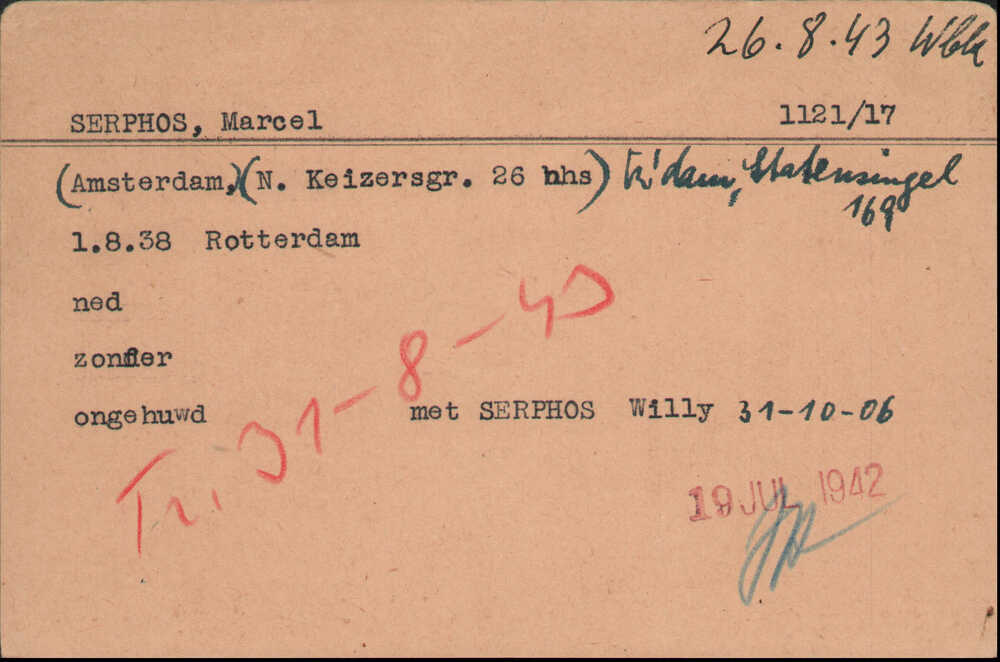 26.8.43 Wbk
SERPHOS, Marcel 1121/17
(Amsterdam,)(N. Keizersgr. 26 hhs) R'dam, Statensingel
169
1.8.38 Rotterdam
ned
zonder
ongehuwd met SERPHOS Willy 31-10-06
Tr. 31-8-43
19 JUL 1942